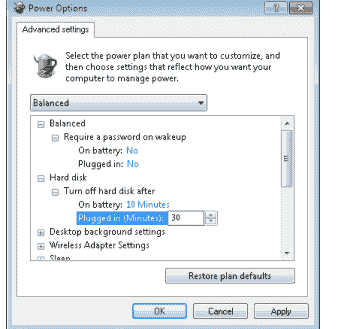 Power Options
Advanced settings
Select the power plan that you want to customize, and
then choose settings that reflect how you want your
computer to manage power.
Balanced
Balanced
Require a password on wakeup
On battery: No
Plugged in: No
Hard disk
Turn off hard disk after
On battery: 10 Minutes
Plugged in (Minutes): 30
Desktop background settings
Wireless Adapter Settings
Sleep
Restore plan defaults
OK Cancel Apply